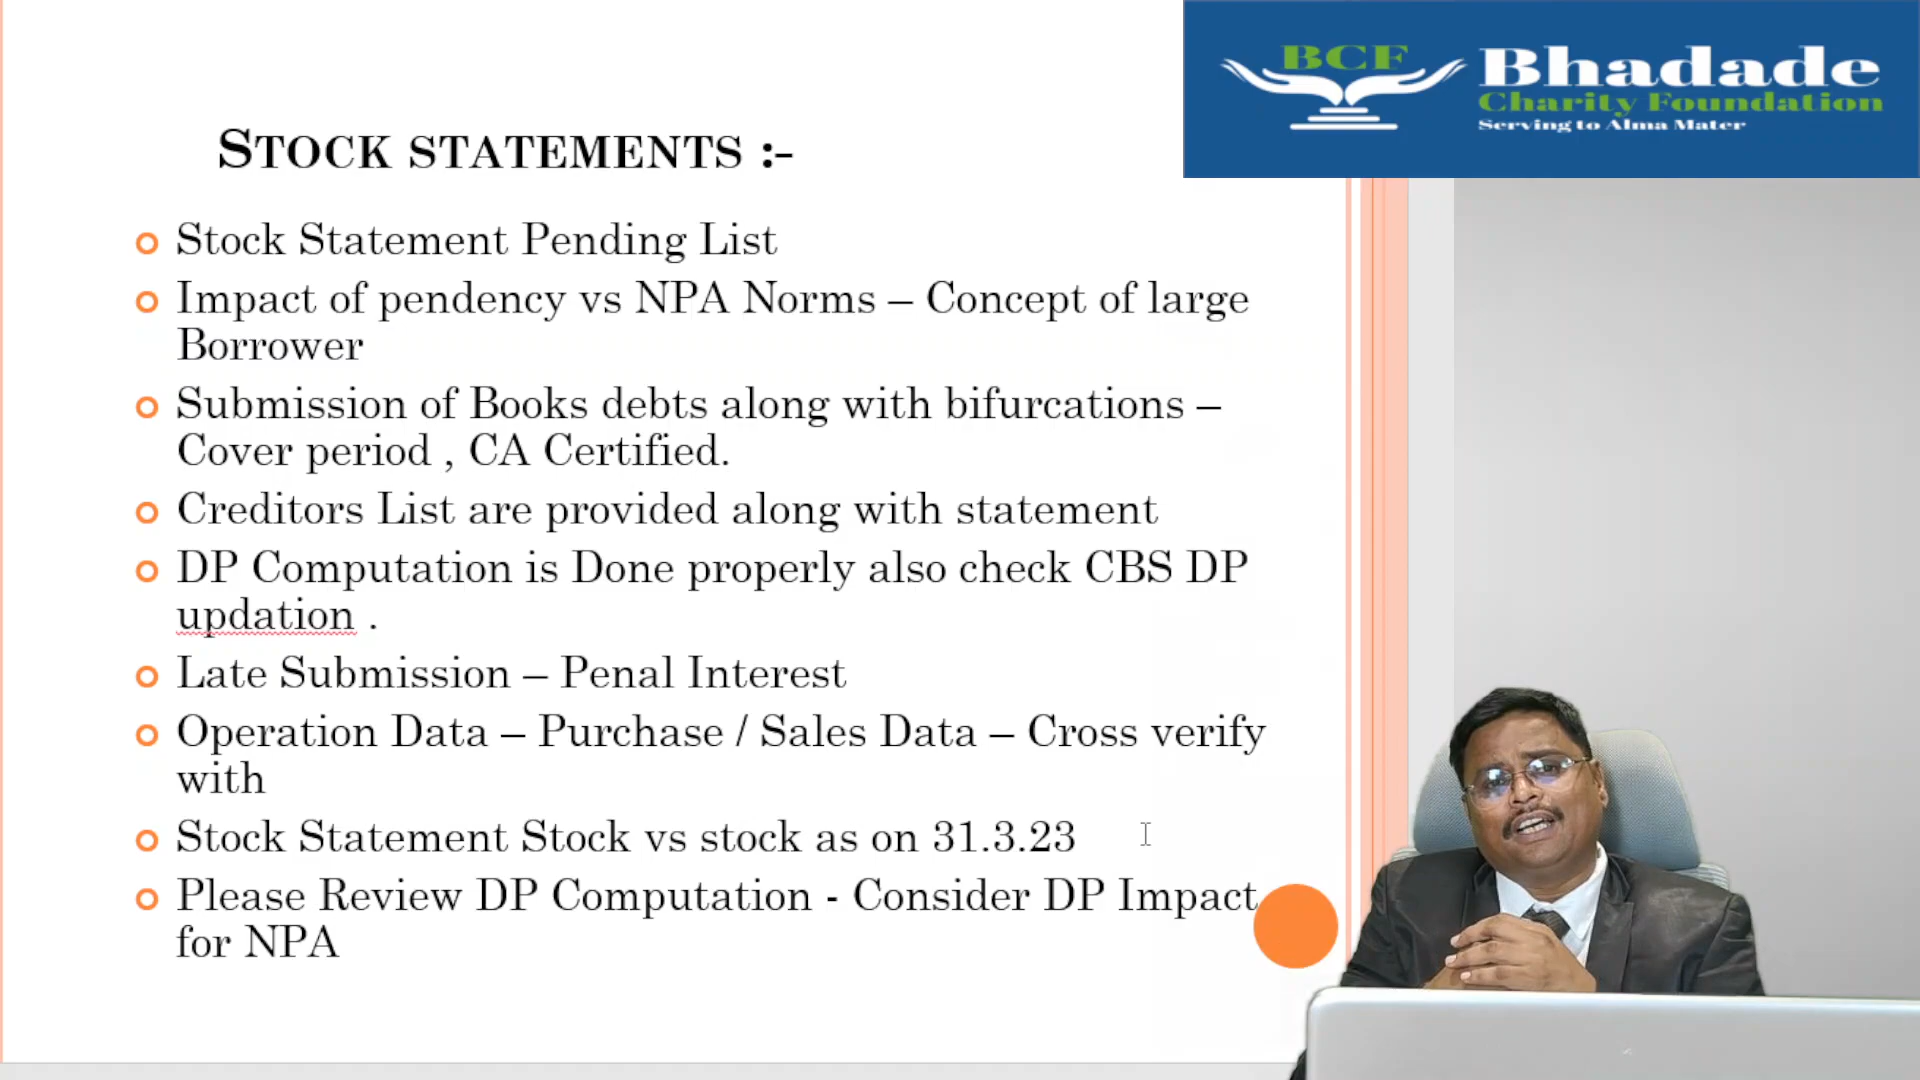 BCF
Bhadade
Charity Foundation
Serving to Alma Mater
STOCK STATEMENTS :-
Stock Statement Pending List
Impact of pendency vs NPA Norms – Concept of large
Borrower
Submission of Books debts along with bifurcations –
Cover period , CA Certified.
Creditors List are provided along with statement
DP Computation is Done properly also check CBS DP
updation .
Late Submission – Penal Interest
Operation Data – Purchase / Sales Data – Cross verify
with
Stock Statement Stock vs stock as on 31.3.23
Please Review DP Computation - Consider DP Impact
for NPA